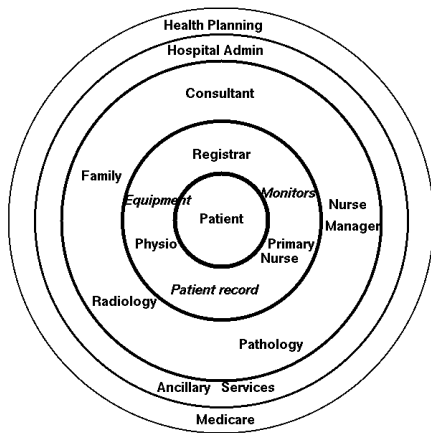 Health Planning
Hospital Admin
Consultant
Registrar
Family
Equipment
Monitors
Patient
Nurse
Manager
Physio
Primary
Nurse
Patient record
Radiology
Pathology
Ancillary Services
Medicare